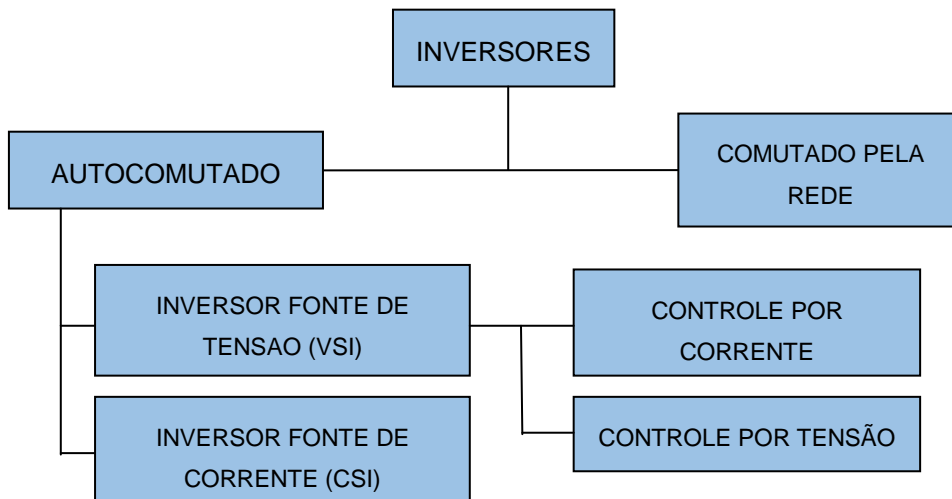 INVERSORES
AUTOCOMUTADO
COMUTADO PELA
REDE
INVERSOR FONTE DE
TENSAO (VSI)
CONTROLE POR
CORRENTE
INVERSOR FONTE DE
CORRENTE (CSI)
CONTROLE POR TENSÃO